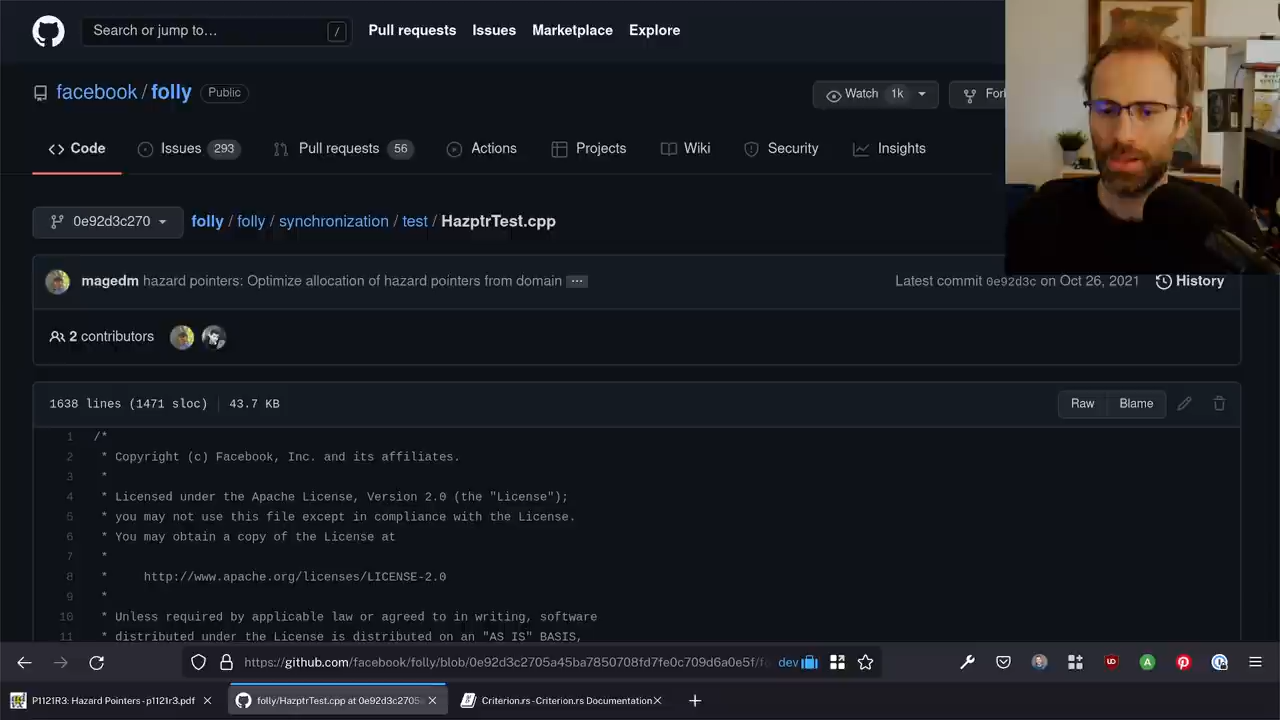 Search or jump to…
/
Pull requests
Issues
Marketplace
Explore
facebook / folly
Public
Watch 1k
For
Code
Issues 293
Pull requests 56
Actions
Projects
Wiki
Security
Insights
0e92d3c270
folly / folly / synchronization / test / HazptrTest.cpp
magedm hazard pointers: Optimize allocation of hazard pointers from domain ···
Latest commit 0e92d3c on Oct 26, 2021
History
2 contributors
1638 lines (1471 sloc) | 43.7 KB
Raw
Blame
1 /*
2 * Copyright (c) Facebook, Inc. and its affiliates.
3 *
4 * Licensed under the Apache License, Version 2.0 (the "License");
5 * you may not use this file except in compliance with the License.
6 * You may obtain a copy of the License at
7 *
8 * http://www.apache.org/licenses/LICENSE-2.0
9 *
10 * Unless required by applicable law or agreed to in writing, software
11 * distributed under the License is distributed on an "AS IS" BASIS,
https://github.com/facebook/folly/blob/0e92d3c2705a45ba7850708fd7fe0c709d6a0e5f/f
dev
P1121R3: Hazard Pointers - p1121r3.pdf
folly/HazptrTest.cpp at 0e92d3c2705
Criterion.rs - Criterion.rs Documentation